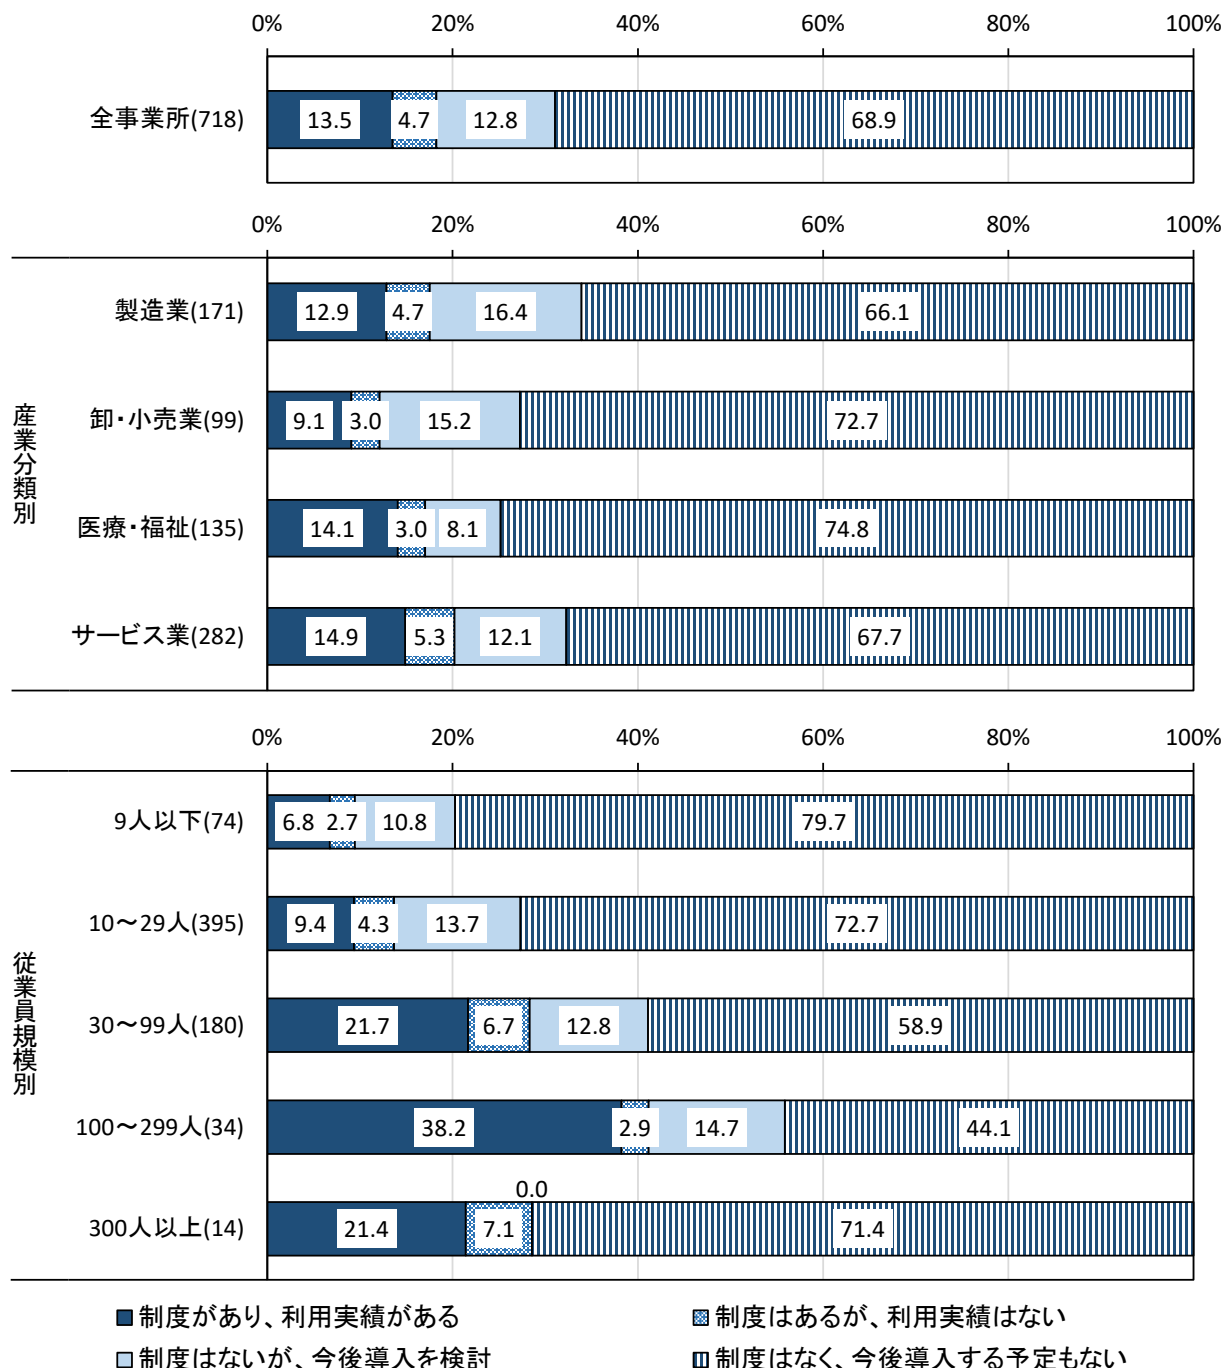 0% 20% 40% 60% 80% 100%
全事業所(718) 13.5 4.7 12.8 68.9
0% 20% 40% 60% 80% 100%
産業分類別
製造業(171) 12.9 4.7 16.4 66.1
卸・小売業(99) 9.1 3.0 15.2 72.7
医療・福祉(135) 14.1 3.0 8.1 74.8
サービス業(282) 14.9 5.3 12.1 67.7
0% 20% 40% 60% 80% 100%
従業員規模別
9人以下(74) 6.8 2.7 10.8 79.7
10～29人(395) 9.4 4.3 13.7 72.7
30～99人(180) 21.7 6.7 12.8 58.9
100～299人(34) 38.2 2.9 14.7 44.1
0.0
300人以上(14) 21.4 7.1 71.4
制度があり、利用実績がある 制度はあるが、利用実績はない
制度はないが、今後導入を検討 制度はなく、今後導入する予定もない